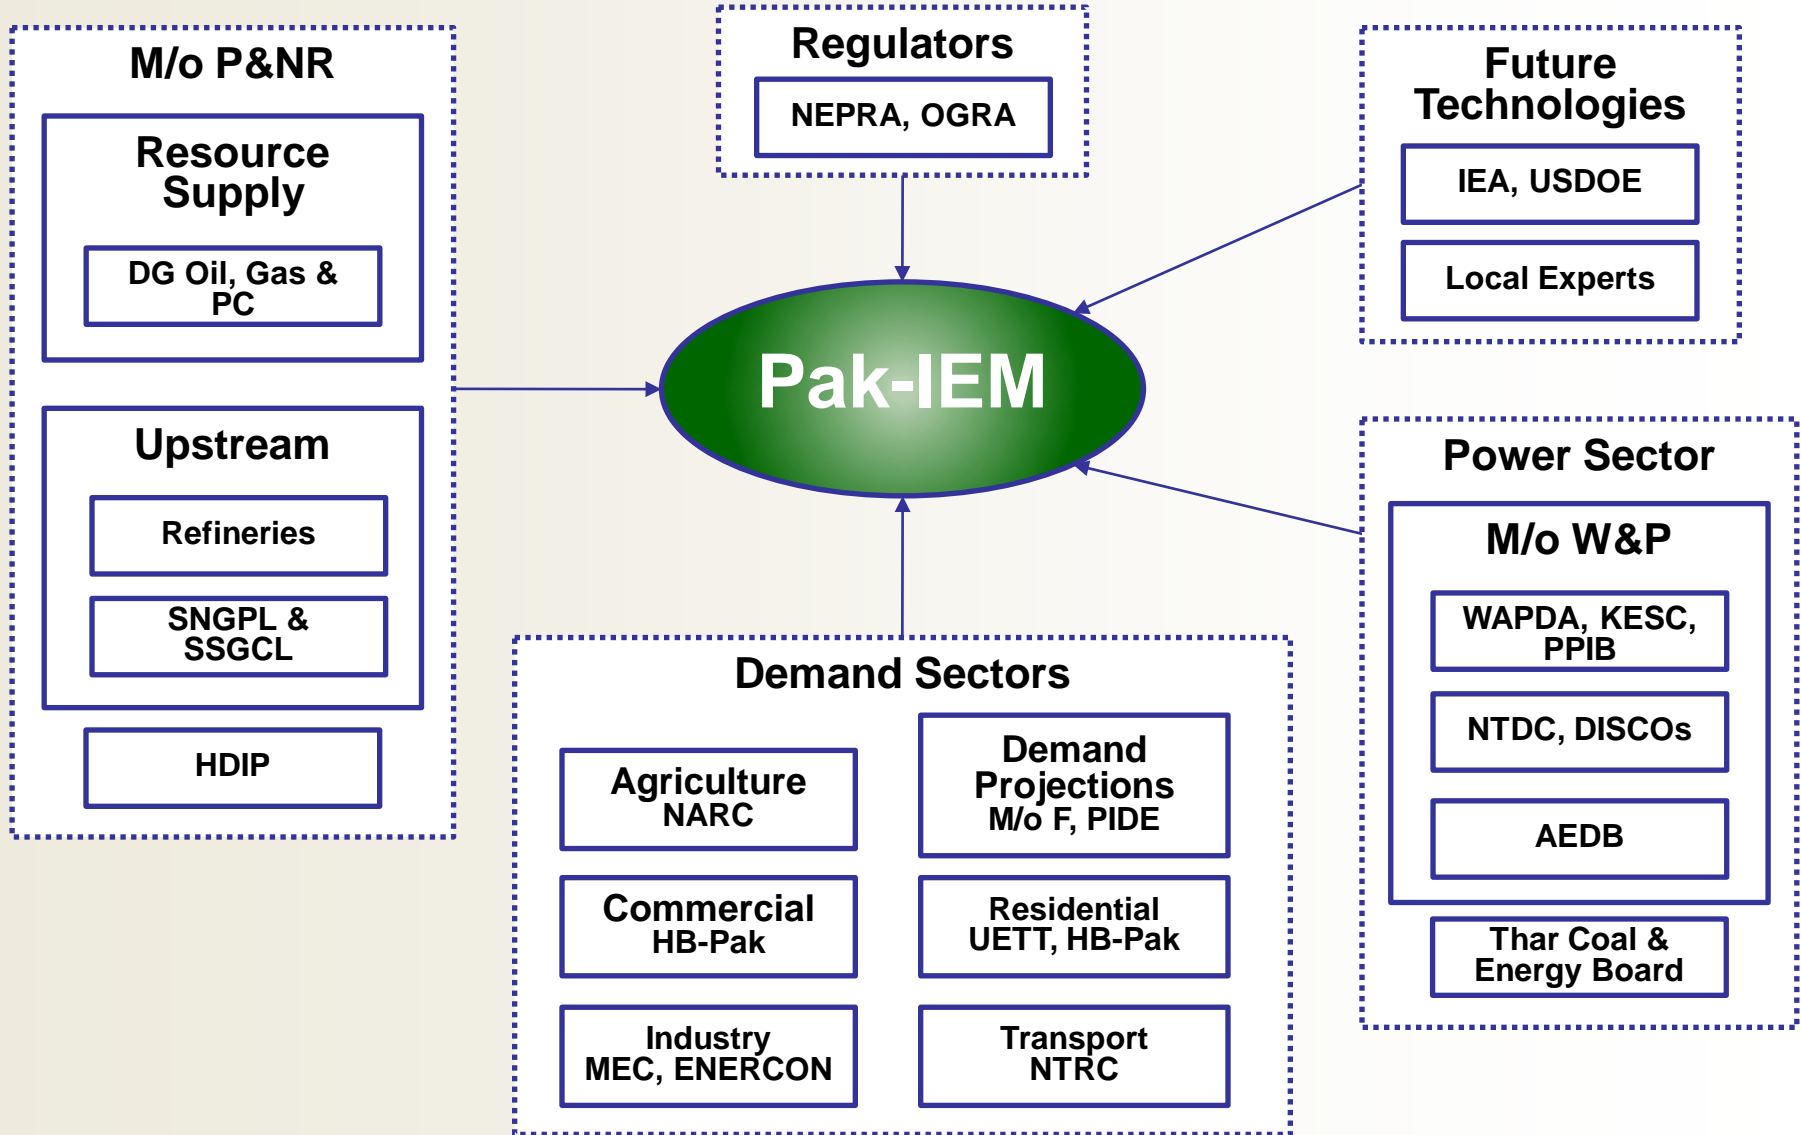 M/o P&NR
Resource
Supply
DG Oil, Gas &
PC
Upstream
Refineries
SNGPL &
SSGCL
HDIP
Regulators
NEPRA, OGRA
Future
Technologies
IEA, USDOE
Local Experts
Pak-IEM
Power Sector
M/o W&P
WAPDA, KESC,
PPIB
NTDC, DISCOs
AEDB
Thar Coal &
Energy Board
Demand Sectors
Agriculture
NARC
Demand
Projections
M/o F, PIDE
Commercial
HB-Pak
Residential
UETT, HB-Pak
Industry
MEC, ENERCON
Transport
NTRC